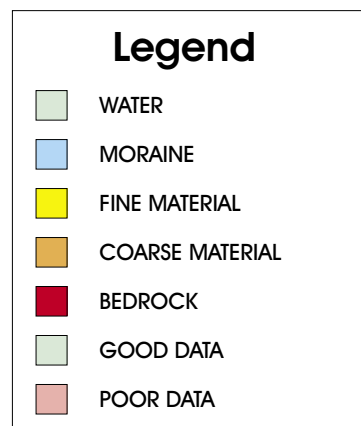 Legend
WATER
MORAINE
FINE MATERIAL
COARSE MATERIAL
BEDROCK
GOOD DATA
POOR DATA